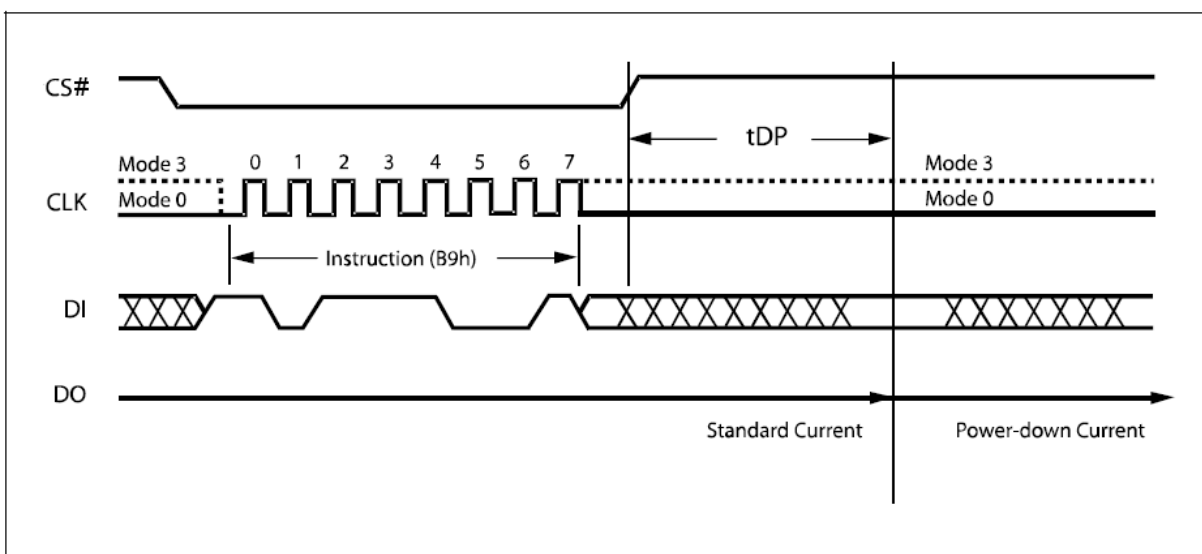 CS#
tDP
Mode 3
0 1 2 3 4 5 6 7
Mode 3
CLK
Mode 0
Mode 0
Instruction (B9h)
DI
DO
Standard Current
Power-down Current